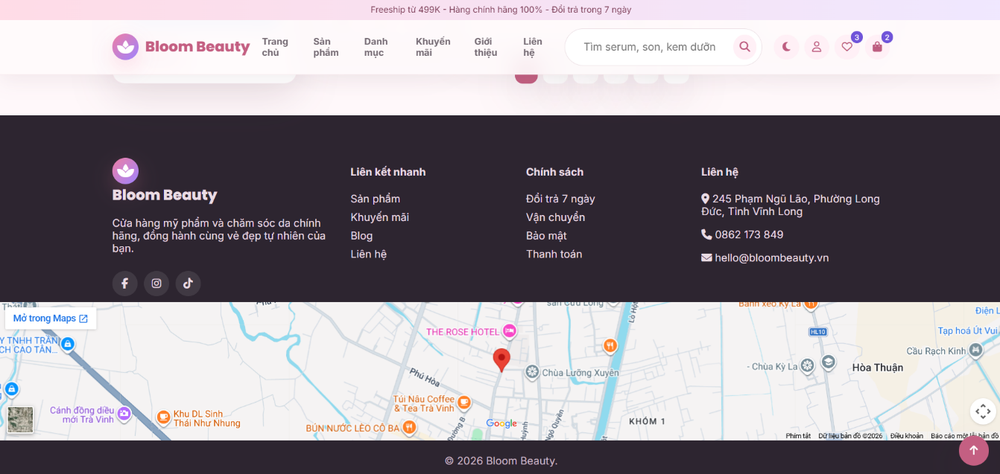 Freeship từ 499K - Hàng chính hãng 100% - Đổi trả trong 7 ngày
Bloom Beauty
Trang chủ
Sản phẩm
Danh mục
Khuyến mãi
Giới thiệu
Liên hệ
Tìm serum, son, kem dưỡn
3
2
Bloom Beauty
Cửa hàng mỹ phẩm và chăm sóc da chính
hãng, đồng hành cùng vẻ đẹp tự nhiên của
bạn.
Liên kết nhanh
Sản phẩm
Khuyến mãi
Blog
Liên hệ
Chính sách
Đổi trả 7 ngày
Vận chuyển
Bảo mật
Thanh toán
Liên hệ
245 Phạm Ngũ Lão, Phường Long
Đức, Tỉnh Vĩnh Long
0862 173 849
hello@bloombeauty.vn
Mở trong Maps
Y TNHH TRẦN
CH CAO TẦN...
Cánh đồng diều
mới Trà Vinh
Khu DL Sinh
Thái Như Nhung
THE ROSE HOTEL
Phú Hòa
Chùa Lưỡng Xuyên
Túi Nâu Coffee
& Tea Trà Vinh
BÚN NƯỚC LÈO CÔ BA
Đường B
Google
Ngô Quyền
KHÓM 1
Bánh xèo Kỳ La
HL10
- Chùa Kỳ La
Hòa Thuận
Cầu Rạch Kinh
Điện L
Tạp hoá Út Vui
Phím tắt
Dữ liệu bản đồ ©2026
Điều khoản
Báo cáo một lỗi bản đồ
© 2026 Bloom Beauty.